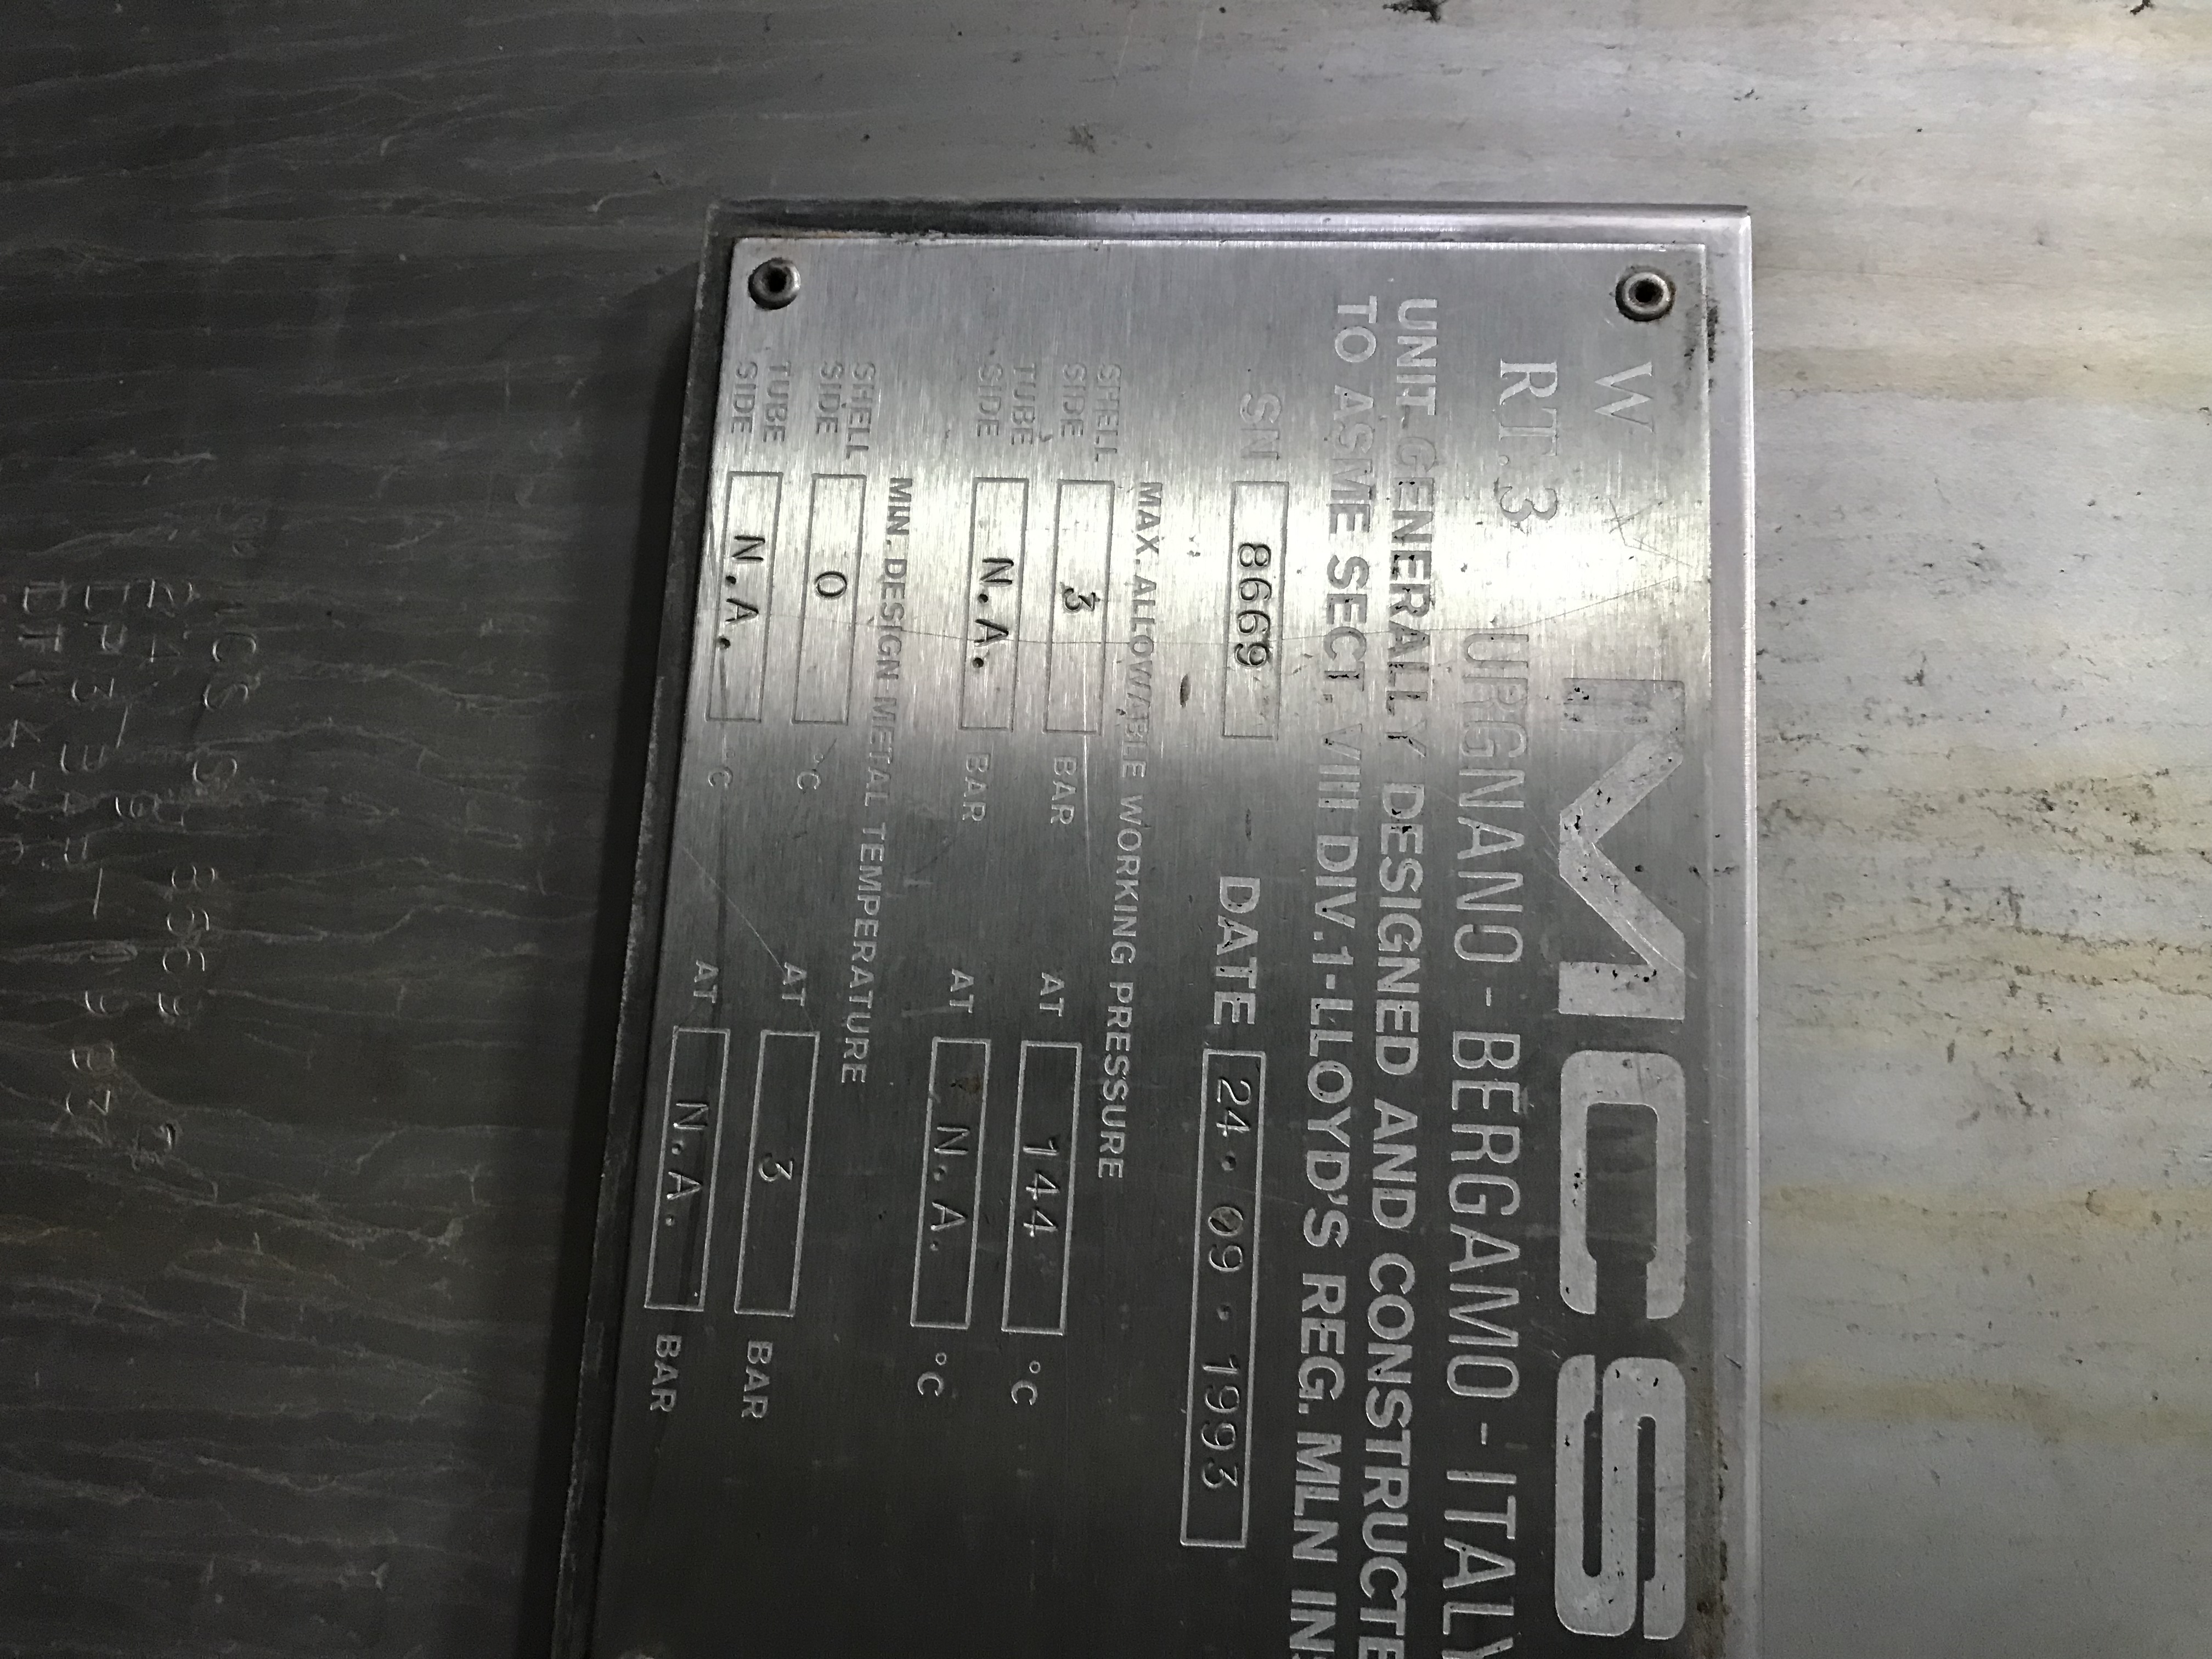 W
MCS
RT.3
URGNANO - BERGAMO - ITALY
UNIT GENERALLY DESIGNED AND CONSTRUCTE
TO ASME SECT. VIII DIV.1-LLOYD'S REG. MLN INS
SN 8669 DATE 24.09.1993
MAX. ALLOWABLE WORKING PRESSURE
SHELL SIDE 3 BAR AT 144 °C
TUBE SIDE N.A. BAR AT N.A. °C
MIN. DESIGN METAL TEMPERATURE
SHELL SIDE 0 °C AT 3 BAR
TUBE SIDE N.A. °C AT N.A. BAR